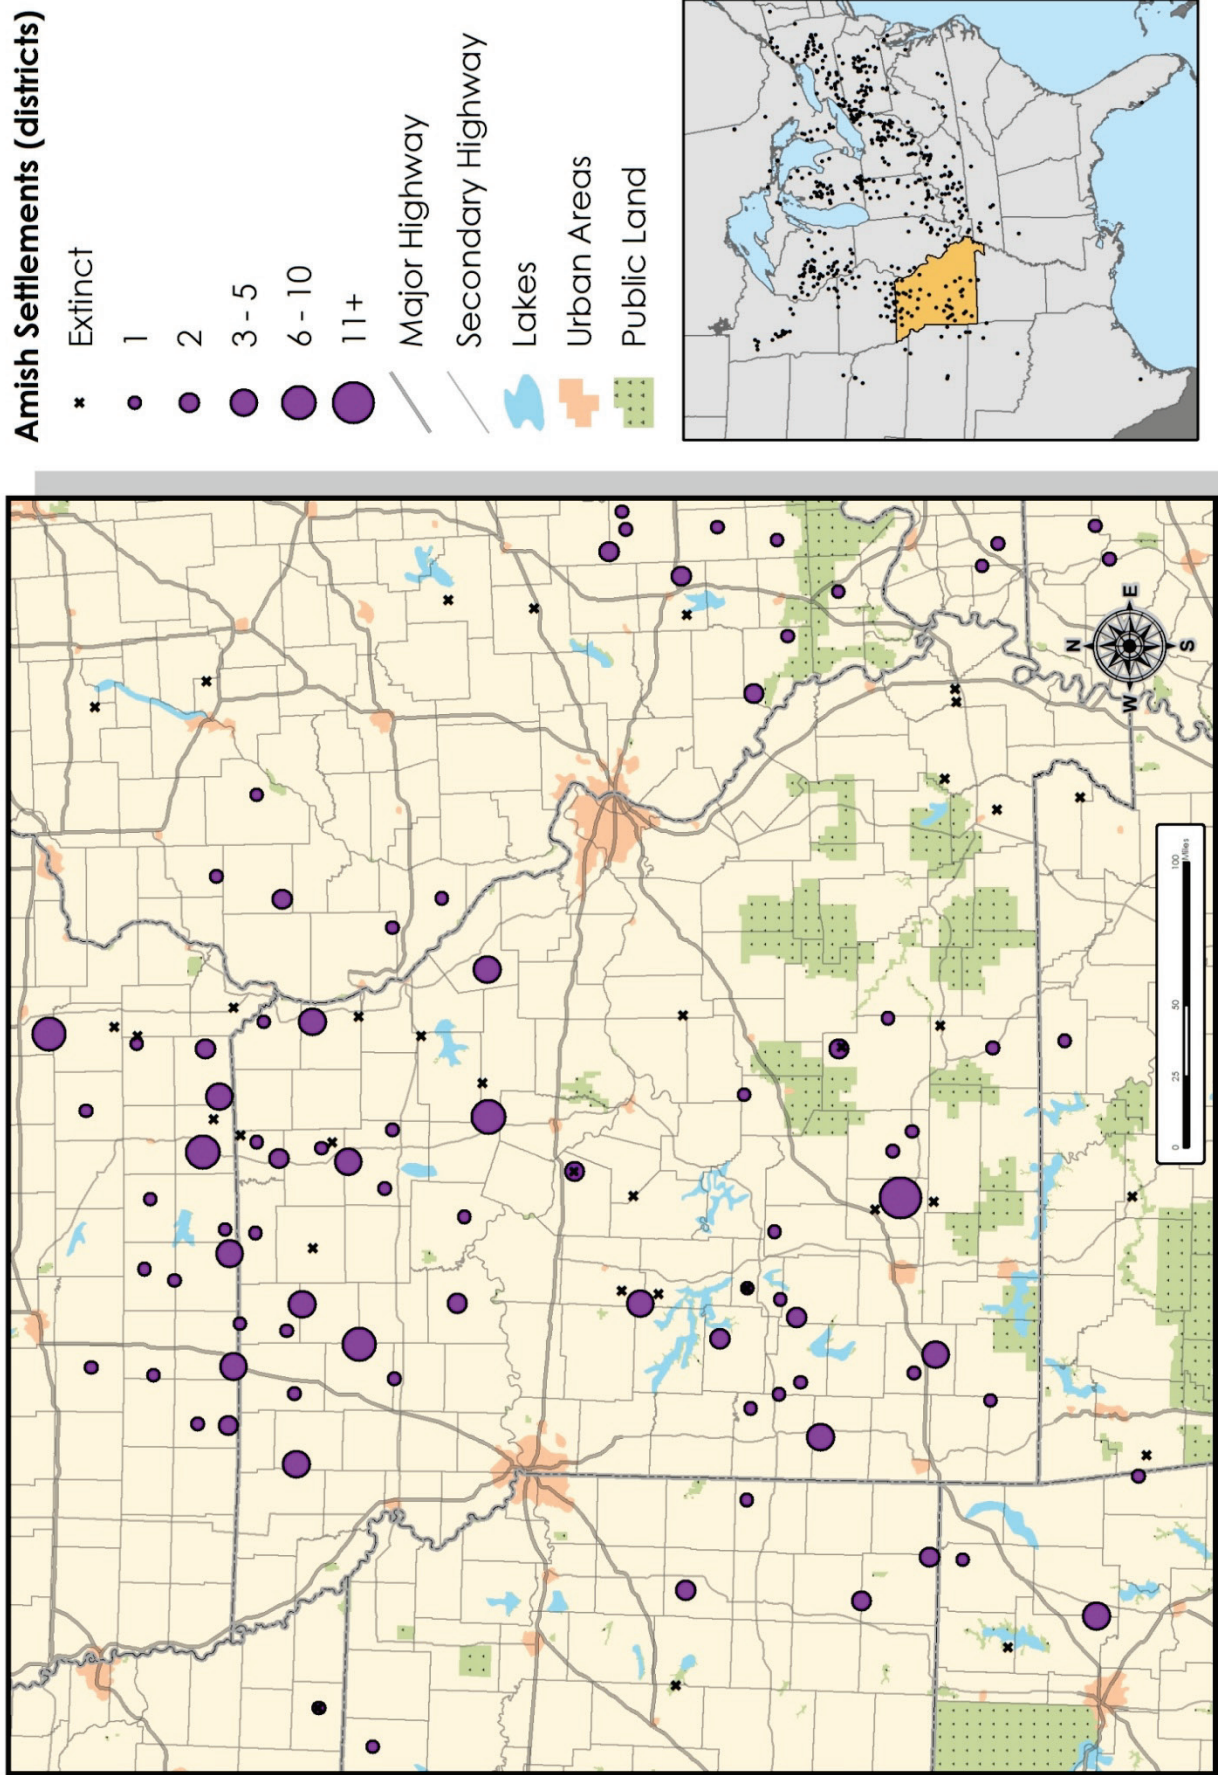 Amish Settlements (districts)
Extinct
1
2
3 - 5
6 - 10
11+
Major Highway
Secondary Highway
Lakes
Urban Areas
Public Land
N
W
E
S
0
25
50
100
Miles